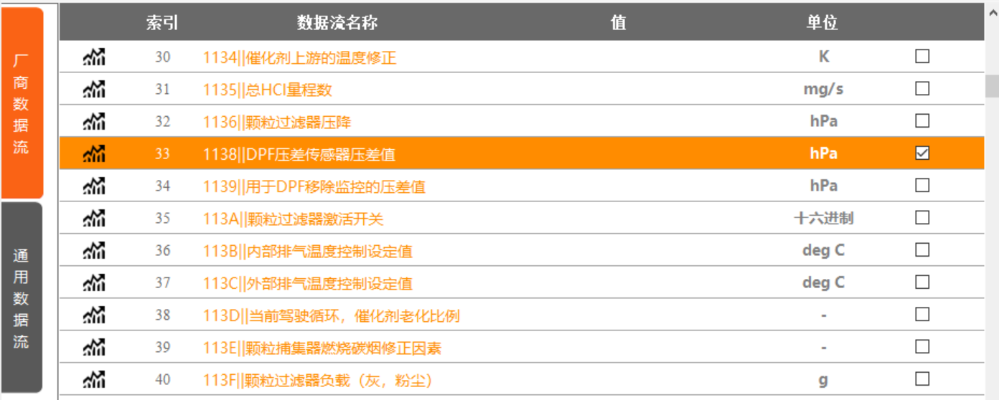 厂商数据流
通用数据流
索引 数据流名称 值 单位
30 1134||催化剂上游的温度修正 K
31 1135||总HCl量程数 mg/s
32 1136||颗粒过滤器压降 hPa
33 1138||DPF压差传感器压差值 hPa
34 1139||用于DPF移除监控的压差值 hPa
35 113A||颗粒过滤器激活开关 十六进制
36 113B||内部排气温度控制设定值 deg C
37 113C||外部排气温度控制设定值 deg C
38 113D||当前驾驶循环，催化剂老化比例 -
39 113E||颗粒捕集器燃烧碳烟修正因素 -
40 113F||颗粒过滤器负载（灰，粉尘） g